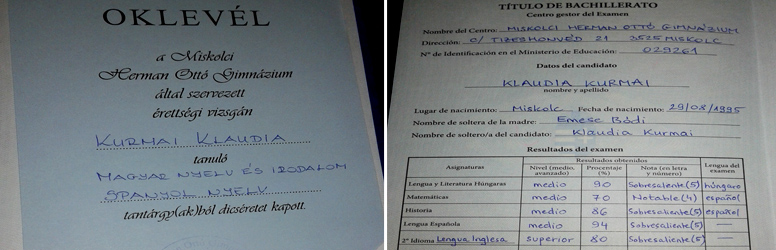 OKLEVÉL
a Miskolci
Herman Ottó Gimnázium
által szervezett
érettségi vizsgán
KURMAI KLAUDIA
tanuló
MAGYAR NYELV ÉS IRODALOM
SPANYOL NYELV
tantárgy(ak)ból dicséretet kapott.
TÍTULO DE BACHILLERATO
Centro gestor del Examen
Nombre del Centro: MISKOLCI HERMAN OTTÓ GIMNÁZIUM
Dirección: C/ TIZESHONVÉD 21 3525 MISKOLC
Nº de Identificación en el Ministerio de Educación: 029261
Datos del candidato
KLAUDIA KURMAI
nombre y apellido
Lugar de nacimiento: Miskolc Fecha de nacimiento: 29/08/1995
Nombre de soltera de la madre: Emese Bódi
Nombre de soltero/a del candidato: Klaudia Kurmai
Resultados del examen
Resultados obtenidos
Asignaturas Nivel (medio, avanzado) Porcentaje (%) Nota (en letra y número) Lengua del examen
Lengua y Literatura Húngaras medio 90 Sobresaliente (5) húngaro
Matemáticas medio 70 Notable (4) español
Historia medio 86 Sobresaliente (5) español
Lengua Española medio 94 Sobresaliente (5) —
2º Idioma Lengua Inglesa superior 80 Sobresaliente (5) —